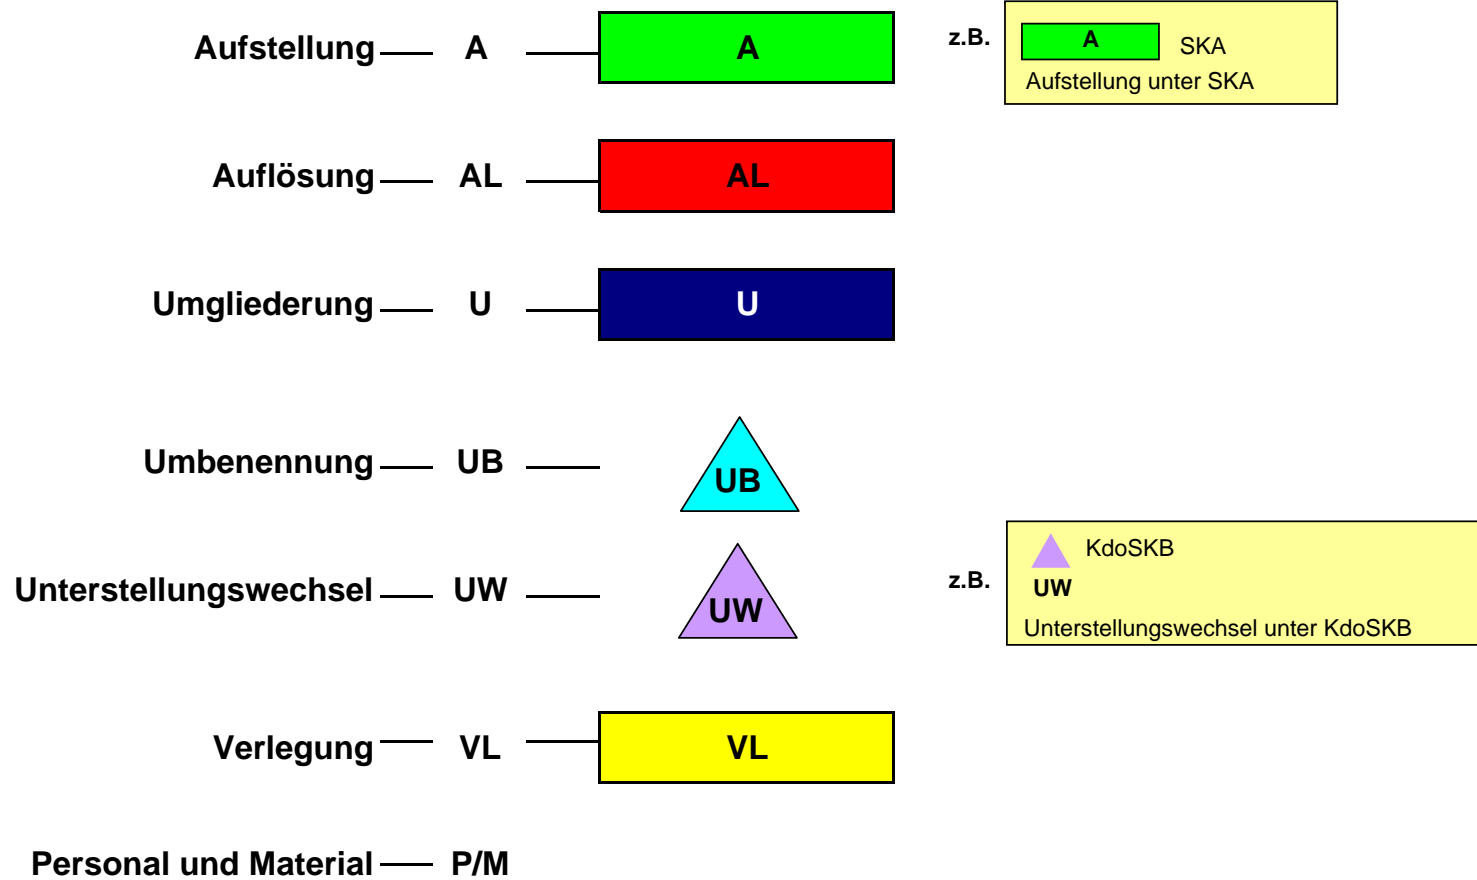 Aufstellung A A z.B. A SKA
Aufstellung unter SKA
Auflösung AL AL
Umgliederung U U
Umbenennung UB UB
Unterstellungswechsel UW UW z.B. KdoSKB
UW
Unterstellungswechsel unter KdoSKB
Verlegung VL VL
Personal und Material P/M